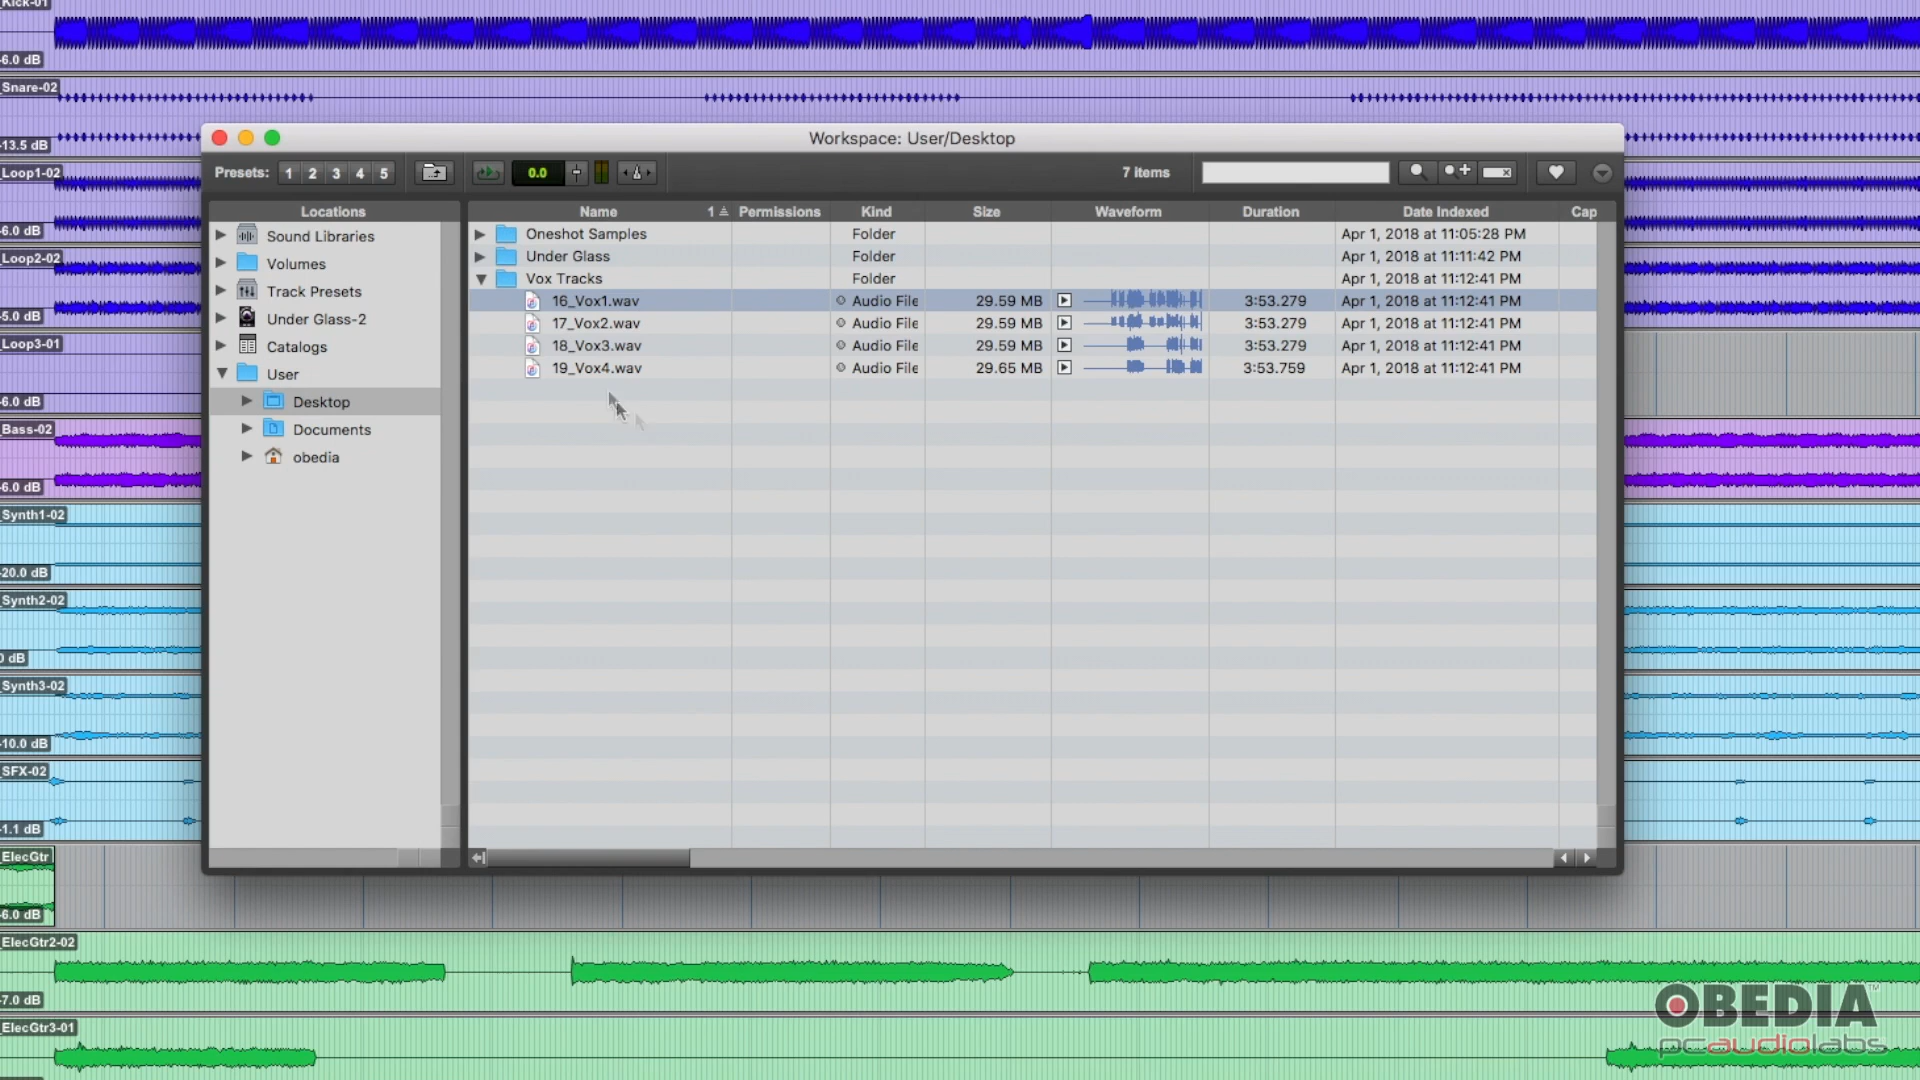 Kick-01
-6.0 dB
Snare-02
-13.5 dB
Loop1-02
-6.0 dB
Loop2-02
-5.0 dB
Loop3-01
-6.0 dB
Bass-02
-6.0 dB
Synth1-02
-20.0 dB
Synth2-02
0 dB
Synth3-02
-10.0 dB
SFX-02
-1.1 dB
ElecGtr
-6.0 dB
ElecGtr2-02
-7.0 dB
ElecGtr3-01
Workspace: User/Desktop
Presets: 1 2 3 4 5
0.0
7 items
Locations
Sound Libraries
Volumes
Track Presets
Under Glass-2
Catalogs
User
Desktop
Documents
obedia
Name 1 Permissions Kind Size Waveform Duration Date Indexed Cap
Oneshot Samples Folder Apr 1, 2018 at 11:05:28 PM
Under Glass Folder Apr 1, 2018 at 11:11:42 PM
Vox Tracks Folder Apr 1, 2018 at 11:12:41 PM
16_Vox1.wav Audio File 29.59 MB 3:53.279 Apr 1, 2018 at 11:12:41 PM
17_Vox2.wav Audio File 29.59 MB 3:53.279 Apr 1, 2018 at 11:12:41 PM
18_Vox3.wav Audio File 29.59 MB 3:53.279 Apr 1, 2018 at 11:12:41 PM
19_Vox4.wav Audio File 29.65 MB 3:53.759 Apr 1, 2018 at 11:12:41 PM
OBEDIA™
pcaudiolabs